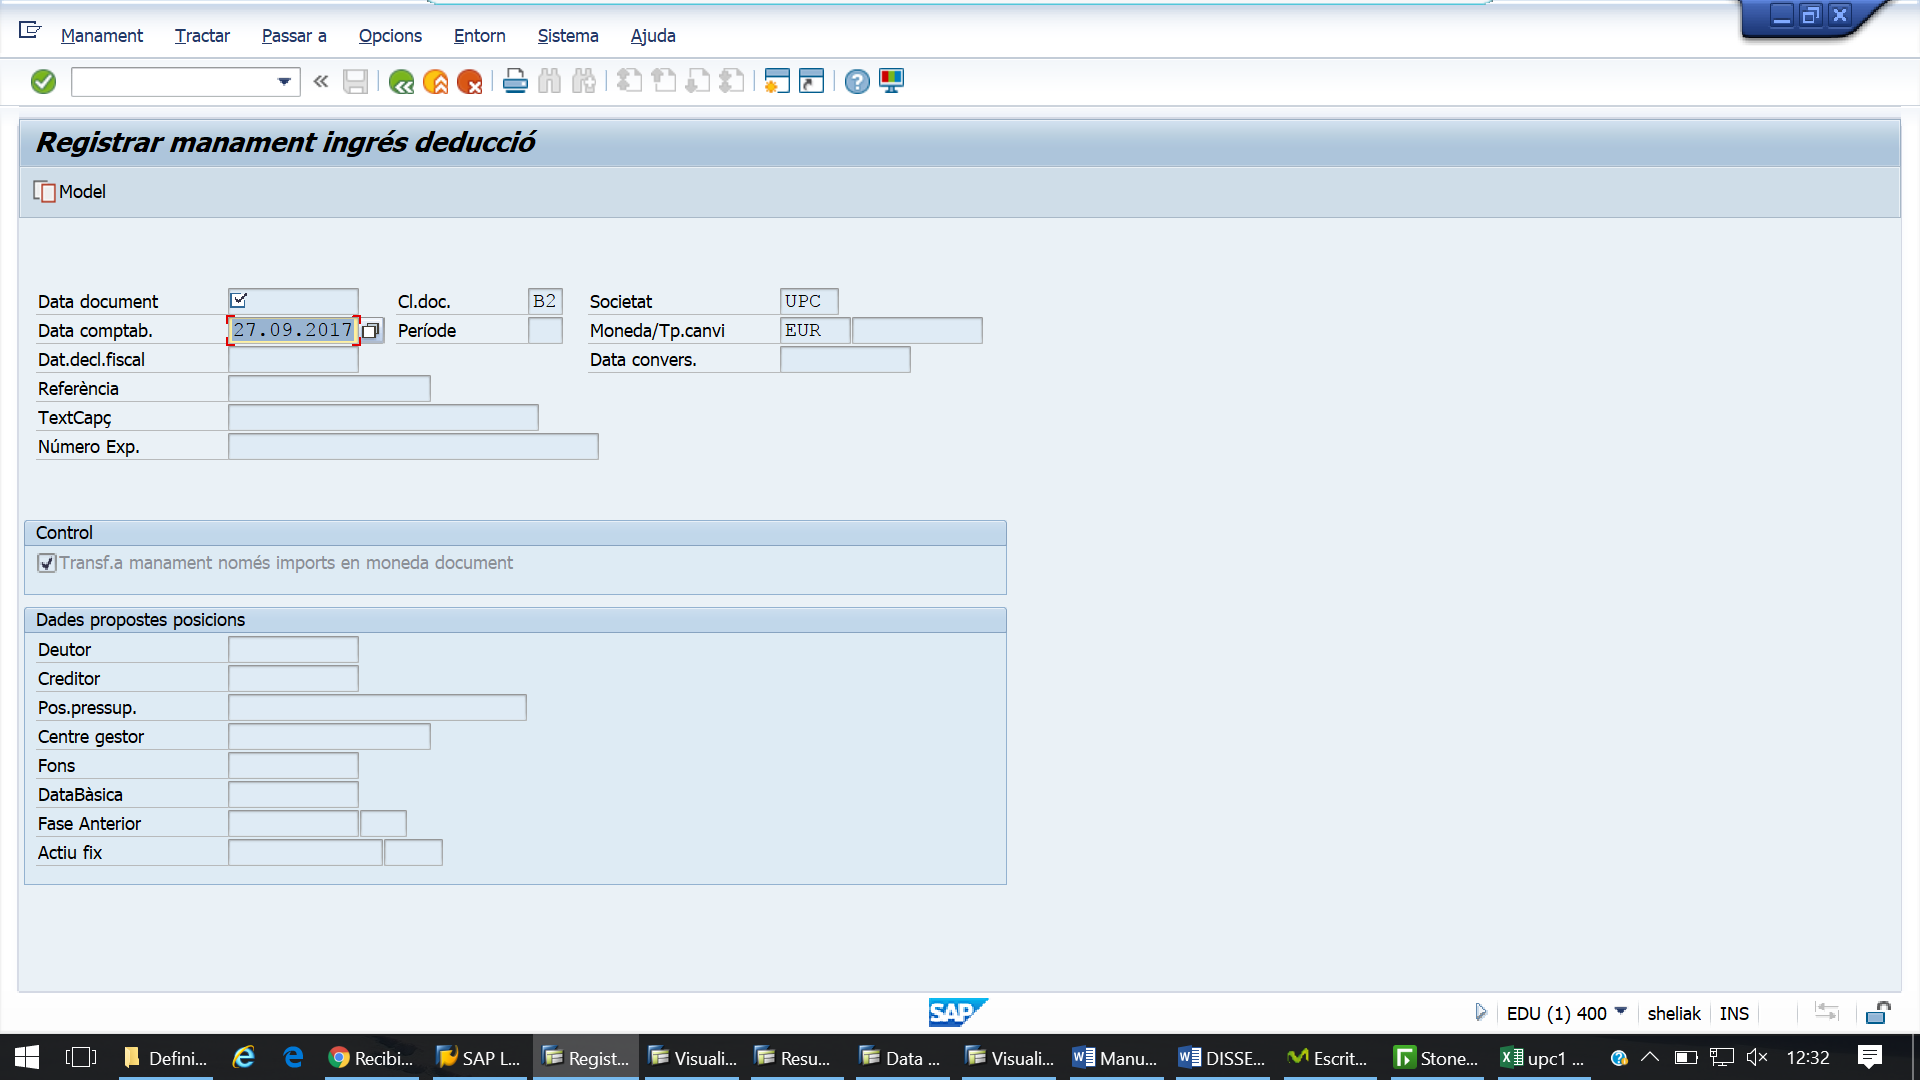 Manament Tractar Passar a Opcions Entorn Sistema Ajuda
Registrar manament ingrés deducció
Model
Data document Cl.doc. B2 Societat UPC
Data comptab. 27.09.2017 Període Moneda/Tp.canvi EUR
Dat.decl.fiscal Data convers.
Referència
TextCapç
Número Exp.
Control
Transf.a manament només imports en moneda document
Dades propostes posicions
Deutor
Creditor
Pos.pressup.
Centre gestor
Fons
DataBàsica
Fase Anterior
Actiu fix
SAP EDU (1) 400 sheliak INS
Defini... Recibi... SAP L... Regist... Visuali... Resu... Data ... Visuali... Manu... DISSE... Escrit... Stone... upc1 ... 12:32